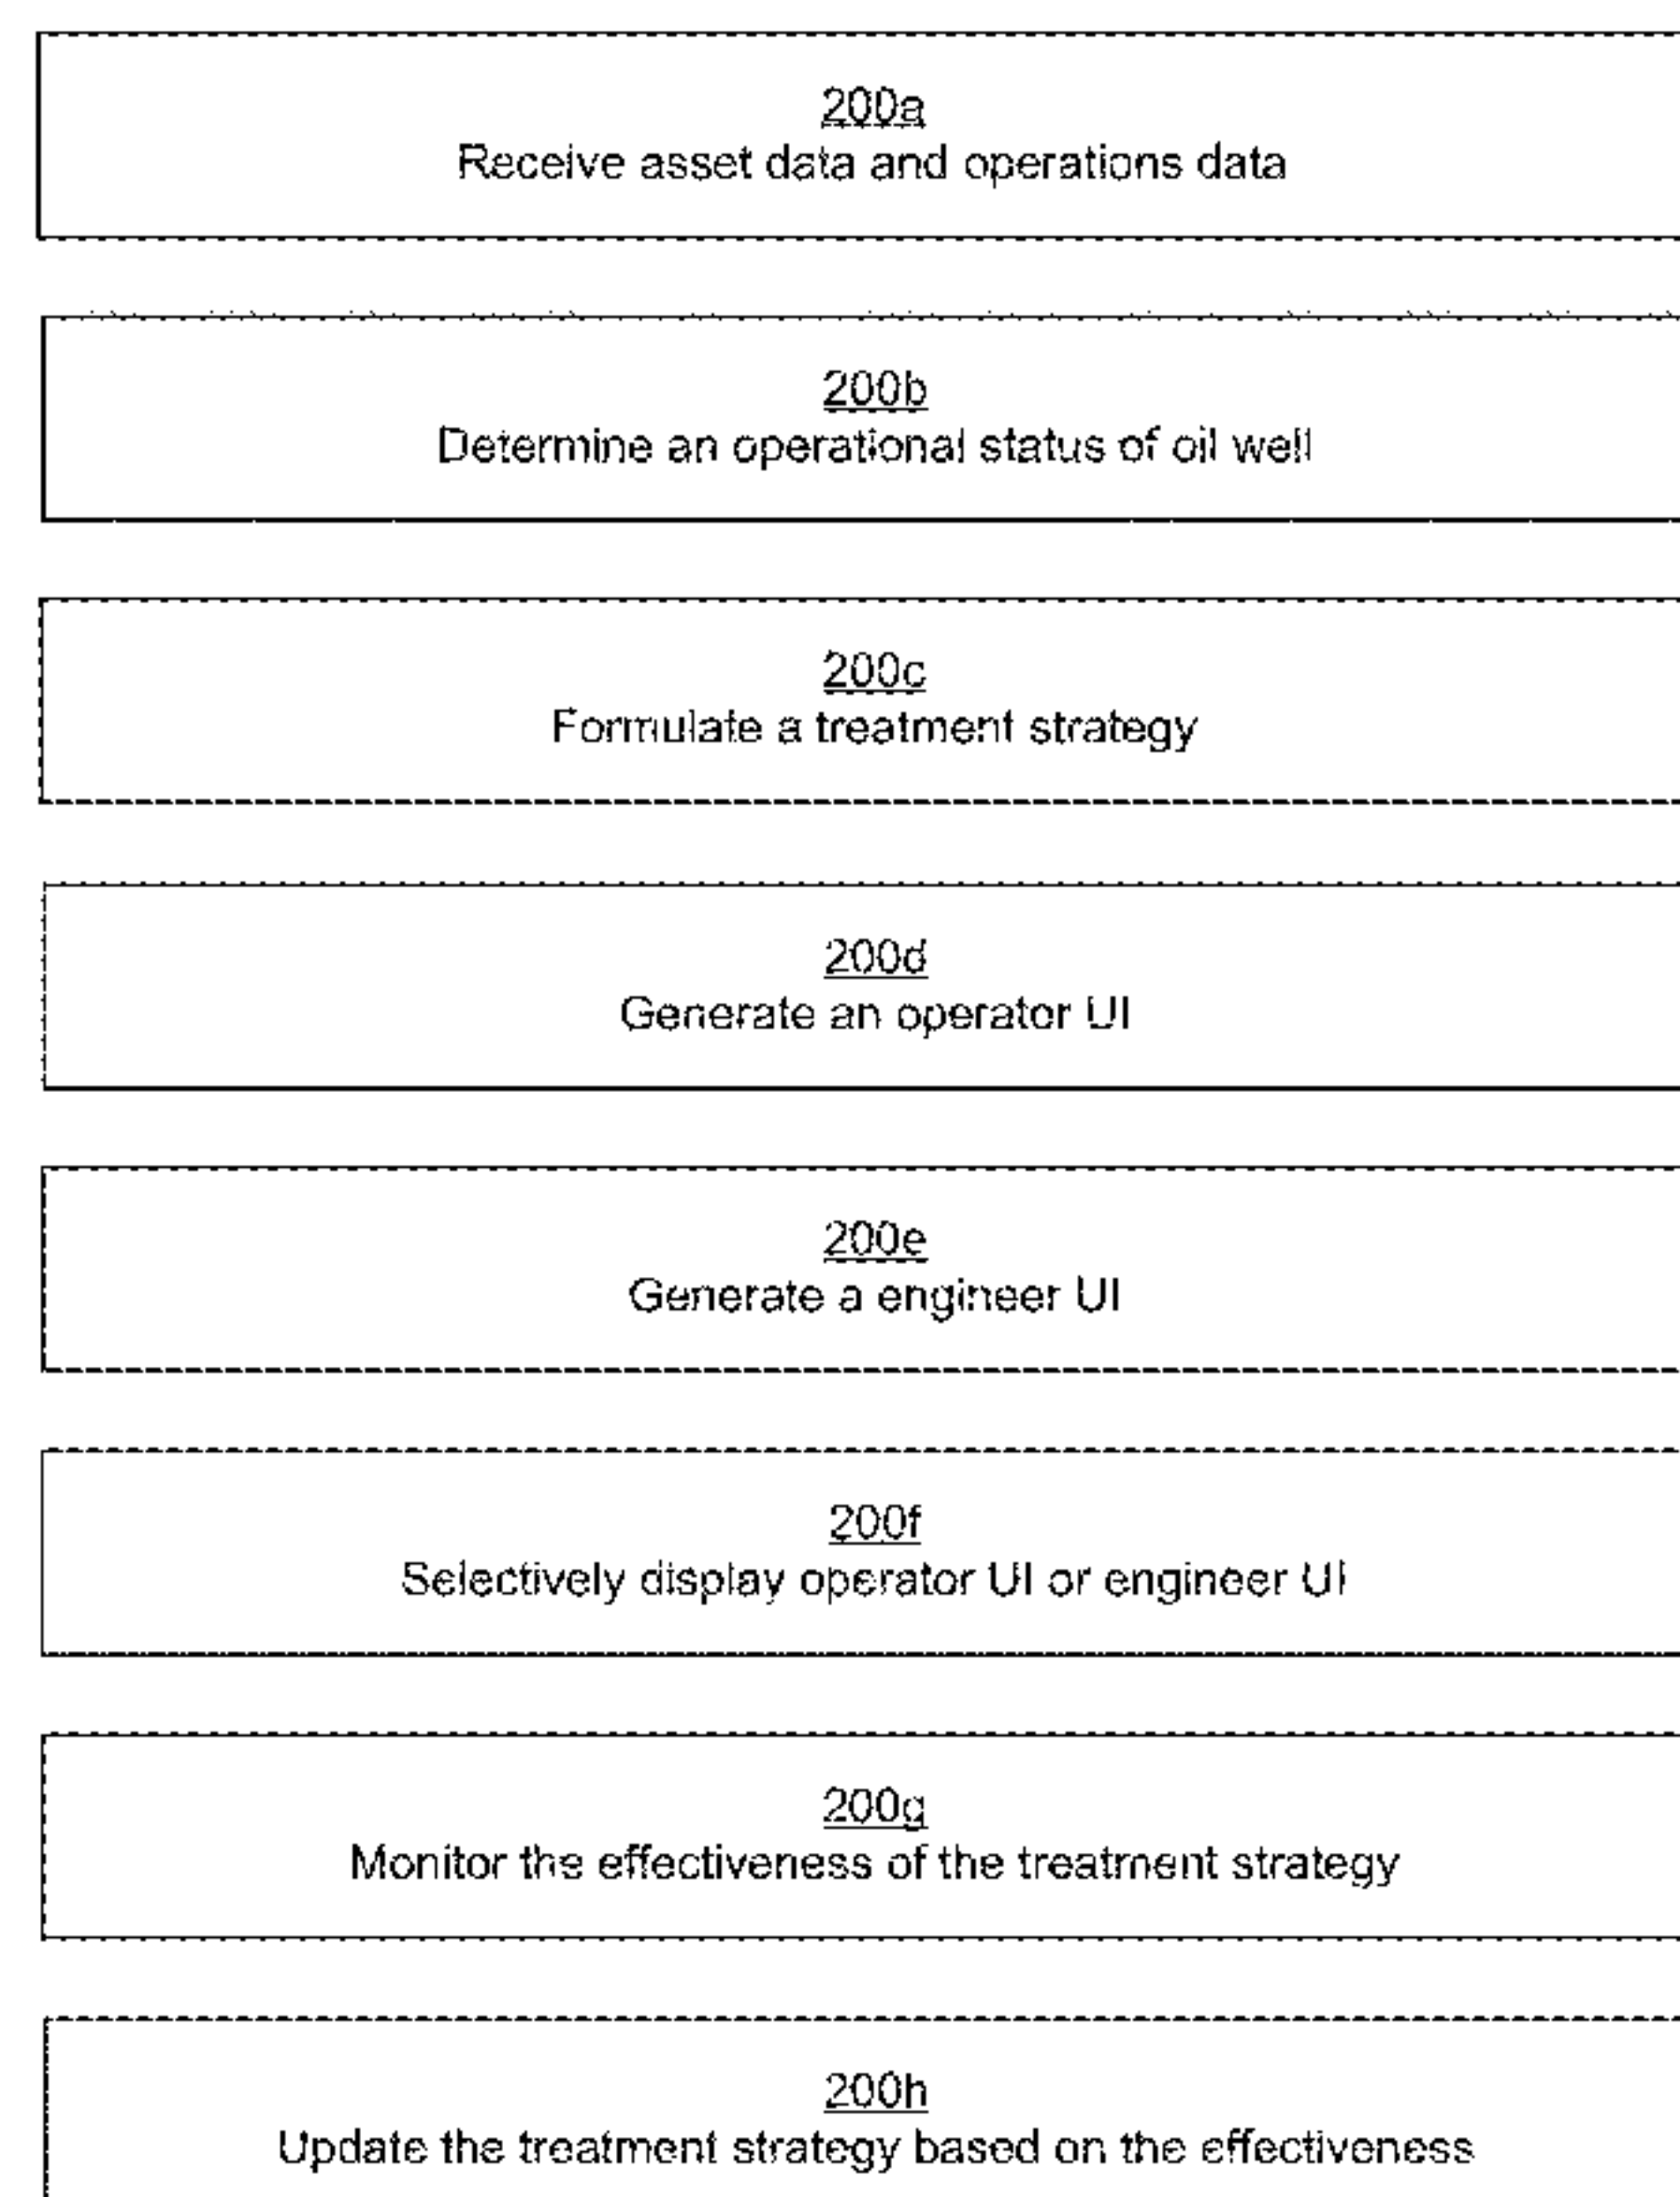 200a
Receive asset data and operations data
200b
Determine an operational status of oil well
200c
Formulate a treatment strategy
200d
Generate an operator UI
200e
Generate a engineer UI
200f
Selectively display operator UI or engineer UI
200g
Monitor the effectiveness of the treatment strategy
200h
Update the treatment strategy based on the effectiveness